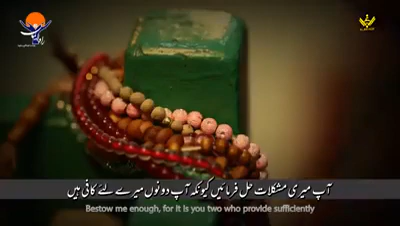 آپ میری مشکلات حل فرمائیں کیونکہ آپ دونوں میرے لئے کافی ہیں
Bestow me enough, for it is you two who provide sufficiently